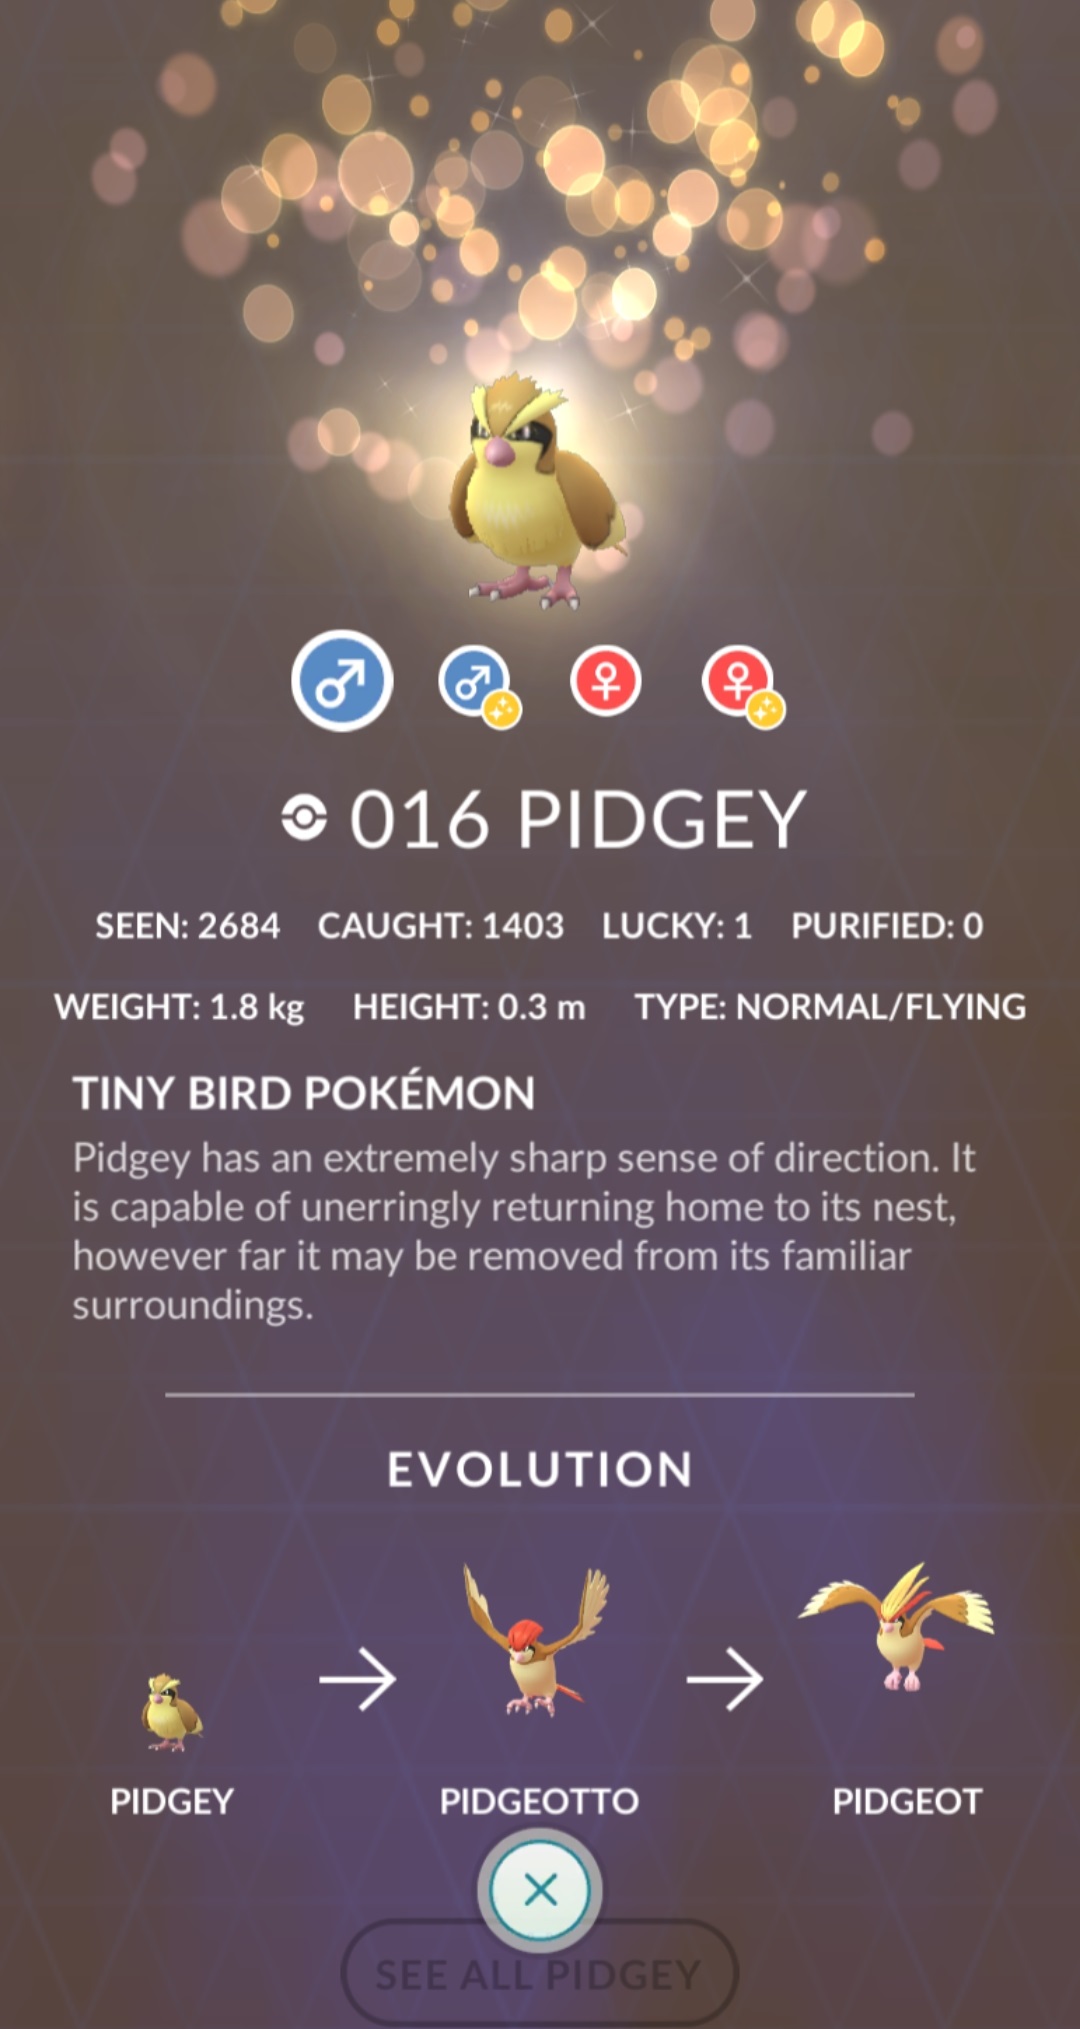 016 PIDGEY
SEEN: 2684 CAUGHT: 1403 LUCKY: 1 PURIFIED: 0
WEIGHT: 1.8 kg HEIGHT: 0.3 m TYPE: NORMAL/FLYING
TINY BIRD POKÉMON
Pidgey has an extremely sharp sense of direction. It
is capable of unerringly returning home to its nest,
however far it may be removed from its familiar
surroundings.
EVOLUTION
PIDGEY PIDGEOTTO PIDGEOT
SEE ALL PIDGEY